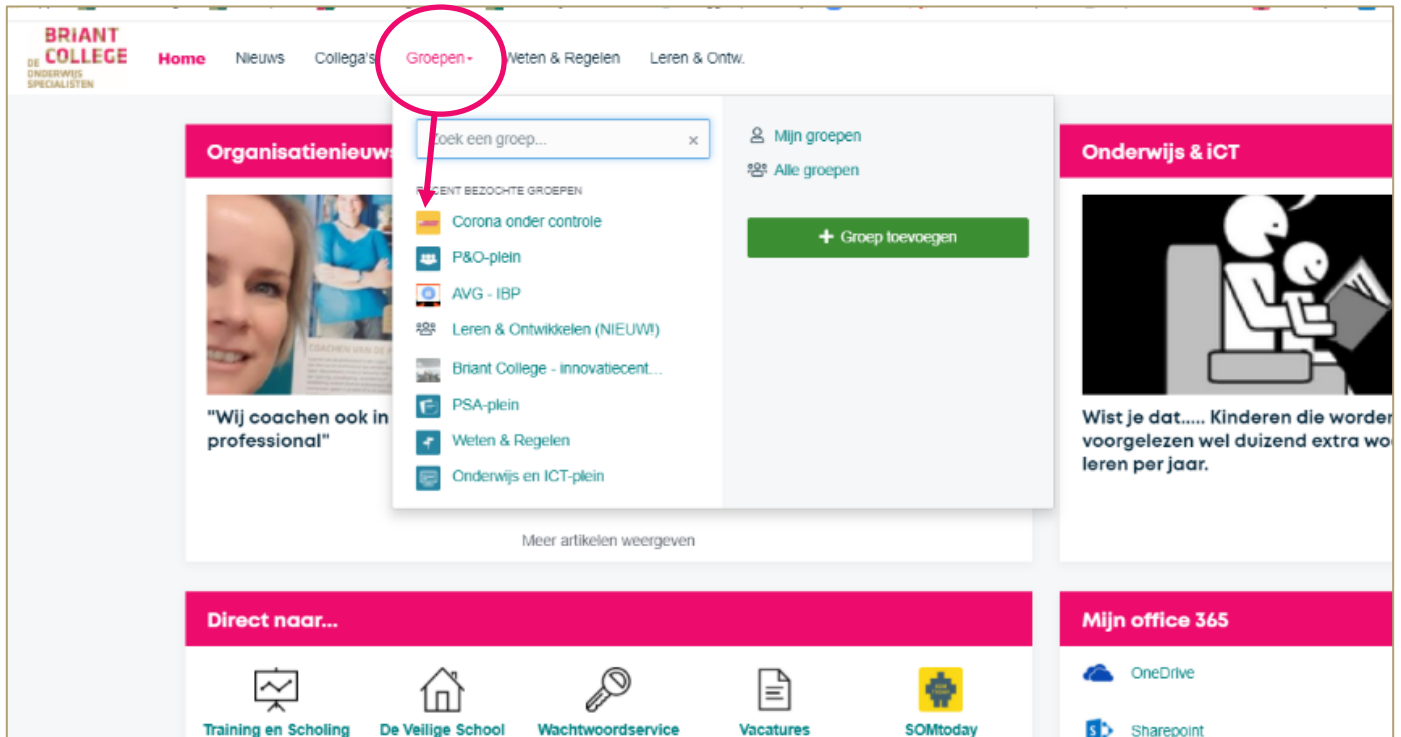 BRIANT
DE COLLEGE
ONDERWIJS
SPECIALISTEN
Home Nieuws Collega's Groepen Weten & Regelen Leren & Ontw.
Zoek een groep... ×
RECENT BEZOCHTE GROEPEN
Corona onder controle
P&O-plein
AVG - IBP
Leren & Ontwikkelen (NIEUW!)
Briant College - innovatiecent...
PSA-plein
Weten & Regelen
Onderwijs en ICT-plein
Mijn groepen
Alle groepen
+ Groep toevoegen
Organisatienieuws
"Wij coachen ook in
professional"
Meer artikelen weergeven
Onderwijs & iCT
Wist je dat..... Kinderen die worden
voorgelezen wel duizend extra wo
leren per jaar.
Direct naar...
Training en Scholing
De Veilige School
Wachtwoordservice
Vacatures
SOMtoday
Mijn office 365
OneDrive
Sharepoint